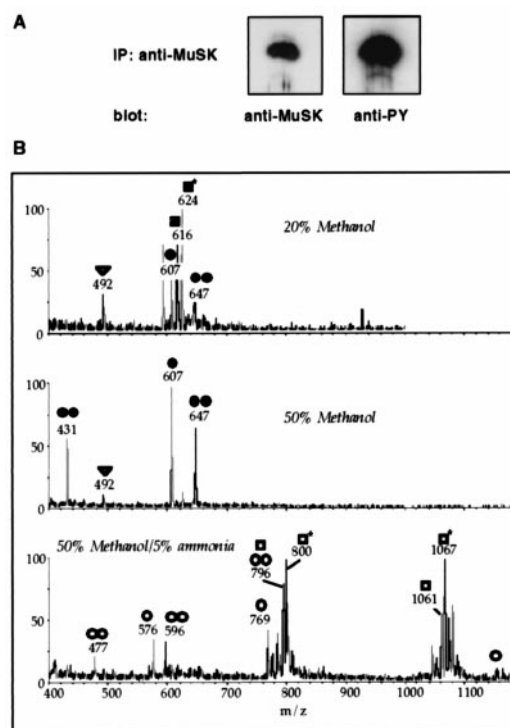 A
IP: anti-MuSK
blot: anti-MuSK anti-PY
B
100
50
0
20% Methanol
492
607
616
624
647
100
50
0
50% Methanol
431
492
607
647
100
50
0
50% Methanol/5% ammonia
477
576
596
769
796
800
1061
1067
400 500 600 700 800 900 1000 1100
m/z